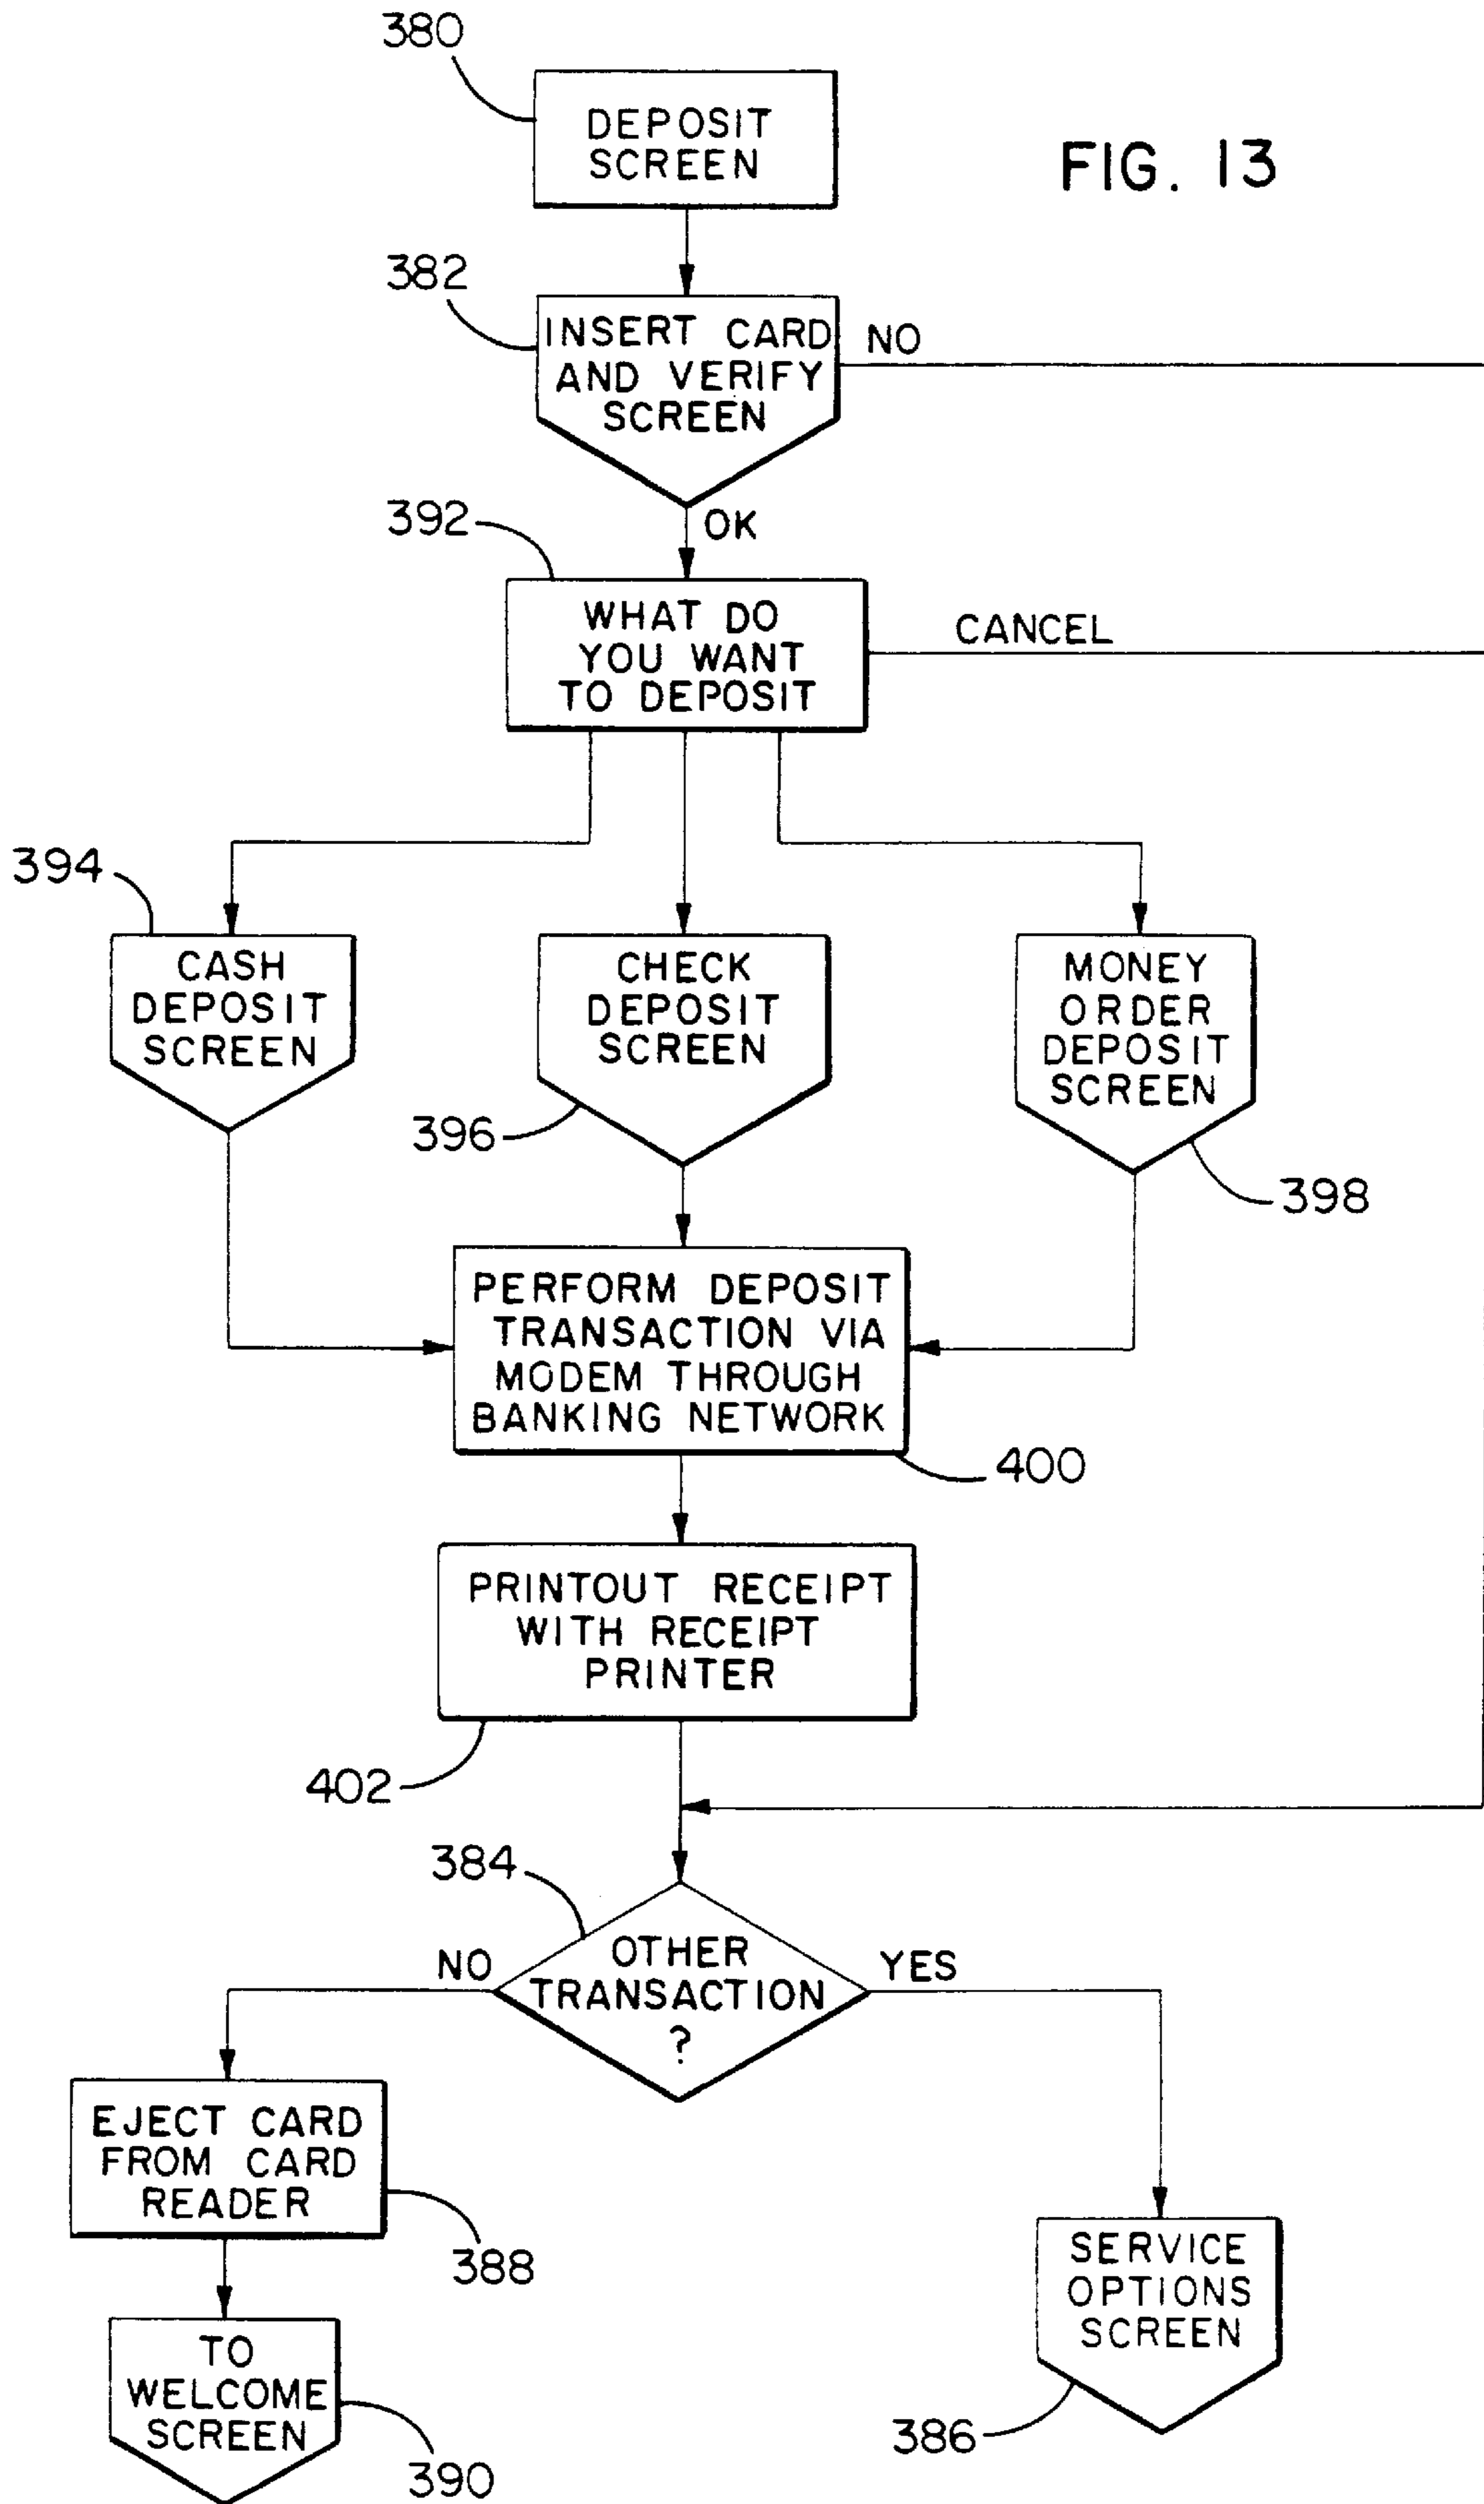 380
DEPOSIT
SCREEN
FIG. 13
382
INSERT CARD
AND VERIFY
SCREEN
NO
OK
392
WHAT DO
YOU WANT
TO DEPOSIT
CANCEL
394
CASH
DEPOSIT
SCREEN
CHECK
DEPOSIT
SCREEN
396
MONEY
ORDER
DEPOSIT
SCREEN
398
PERFORM DEPOSIT
TRANSACTION VIA
MODEM THROUGH
BANKING NETWORK
400
PRINTOUT RECEIPT
WITH RECEIPT
PRINTER
402
384
NO
OTHER
TRANSACTION
?
YES
EJECT CARD
FROM CARD
READER
388
TO
WELCOME
SCREEN
390
SERVICE
OPTIONS
SCREEN
386